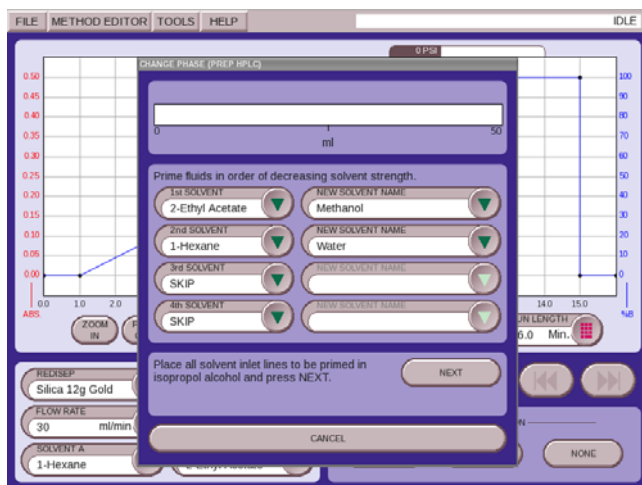 FILE METHOD EDITOR TOOLS HELP IDLE
0 PSI
CHANGE PHASE (PREP HPLC)
0.50 100
0.45 90
0.40 80
0.35 70
0.30 60
0.25 50
0.20 40
0.15 30
0.10 20
0.05 10
0.00 0
0 50
ml
Prime fluids in order of decreasing solvent strength.
1st SOLVENT NEW SOLVENT NAME
2-Ethyl Acetate Methanol
2nd SOLVENT NEW SOLVENT NAME
1-Hexane Water
3rd SOLVENT NEW SOLVENT NAME
SKIP
4th SOLVENT NEW SOLVENT NAME
SKIP
0.0 1.0 2.0 14.0 15.0
ABS. %B
ZOOM
IN
UN LENGTH
6.0 Min.
Place all solvent inlet lines to be primed in
isopropol alcohol and press NEXT.
NEXT
CANCEL
REDISEP
Silica 12g Gold
FLOW RATE
30 ml/min
SOLVENT A
1-Hexane
NONE